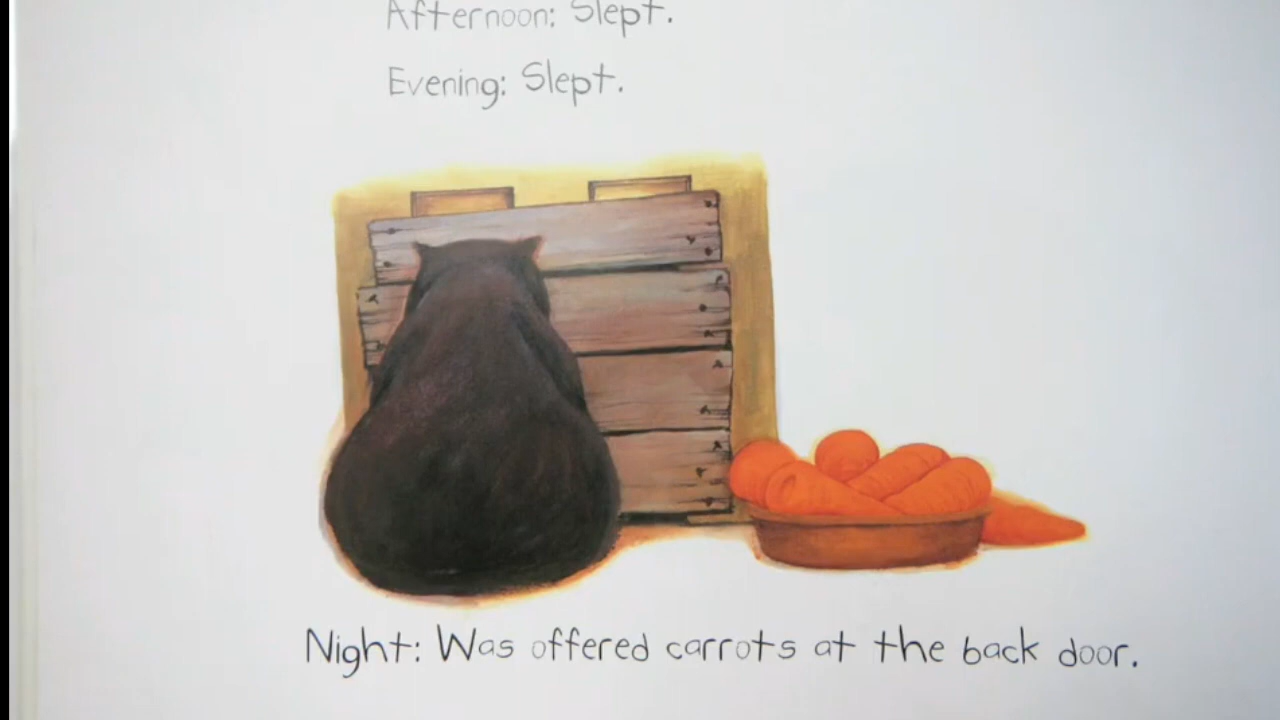 Afternoon: Slept.
Evening: Slept.
Night: Was offered carrots at the back door.